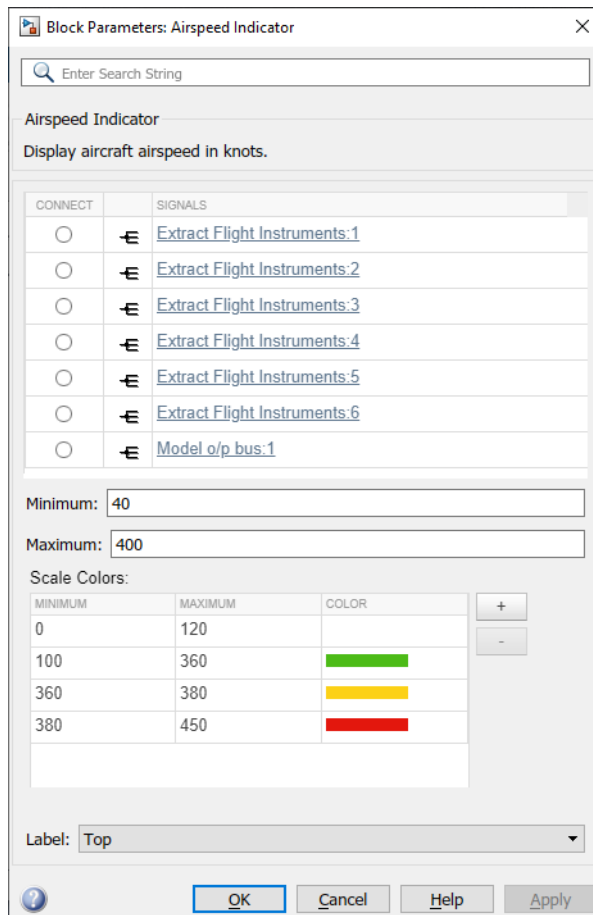 Block Parameters: Airspeed Indicator
Enter Search String
Airspeed Indicator
Display aircraft airspeed in knots.
CONNECT SIGNALS
Extract Flight Instruments:1
Extract Flight Instruments:2
Extract Flight Instruments:3
Extract Flight Instruments:4
Extract Flight Instruments:5
Extract Flight Instruments:6
Model o/p bus:1
Minimum: 40
Maximum: 400
Scale Colors:
MINIMUM MAXIMUM COLOR
+
0 120
-
100 360
360 380
380 450
Label: Top
? OK Cancel Help Apply